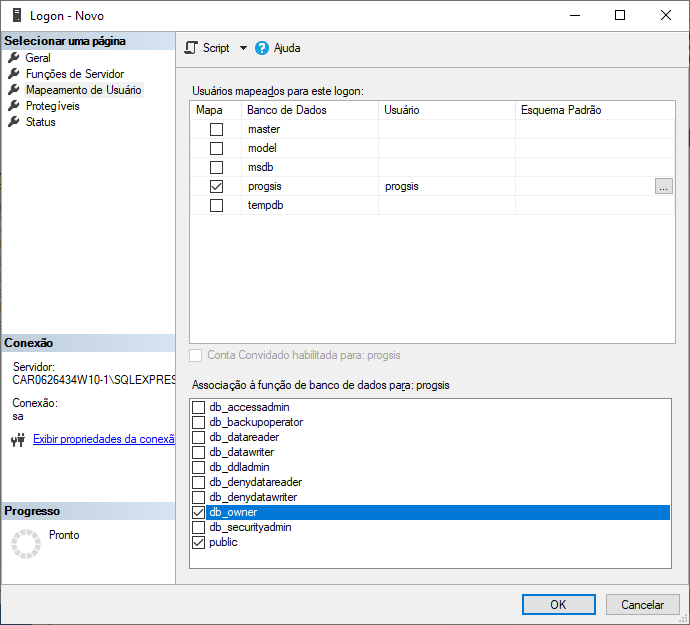 Logon - Novo
Selecionar uma página
Geral
Funções de Servidor
Mapeamento de Usuário
Protegíveis
Status
Script
Ajuda
Usuários mapeados para este logon:
Mapa Banco de Dados Usuário Esquema Padrão
master
model
msdb
progsis progsis ...
tempdb
Conta Convidado habilitada para: progsis
Associação à função de banco de dados para: progsis
db_accessadmin
db_backupoperator
db_datareader
db_datawriter
db_ddladmin
db_denydatareader
db_denydatawriter
db_owner
db_securityadmin
public
Conexão
Servidor:
CAR0626434W10-1\SQLEXPRES
Conexão:
sa
Exibir propriedades da conexã
Progresso
Pronto
OK Cancelar